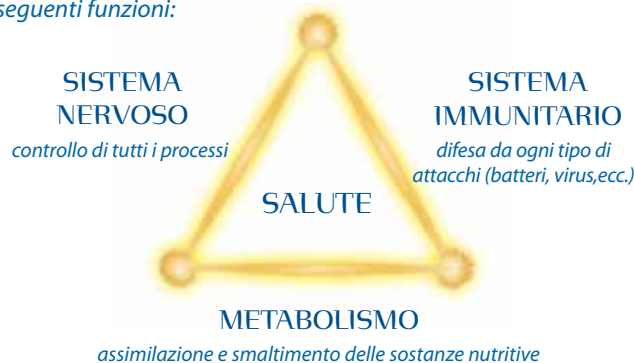 seguenti funzioni:
SISTEMA
NERVOSO
controllo di tutti i processi
SISTEMA
IMMUNITARIO
difesa da ogni tipo di
attacchi (batteri, virus,ecc.)
SALUTE
METABOLISMO
assimilazione e smaltimento delle sostanze nutritive